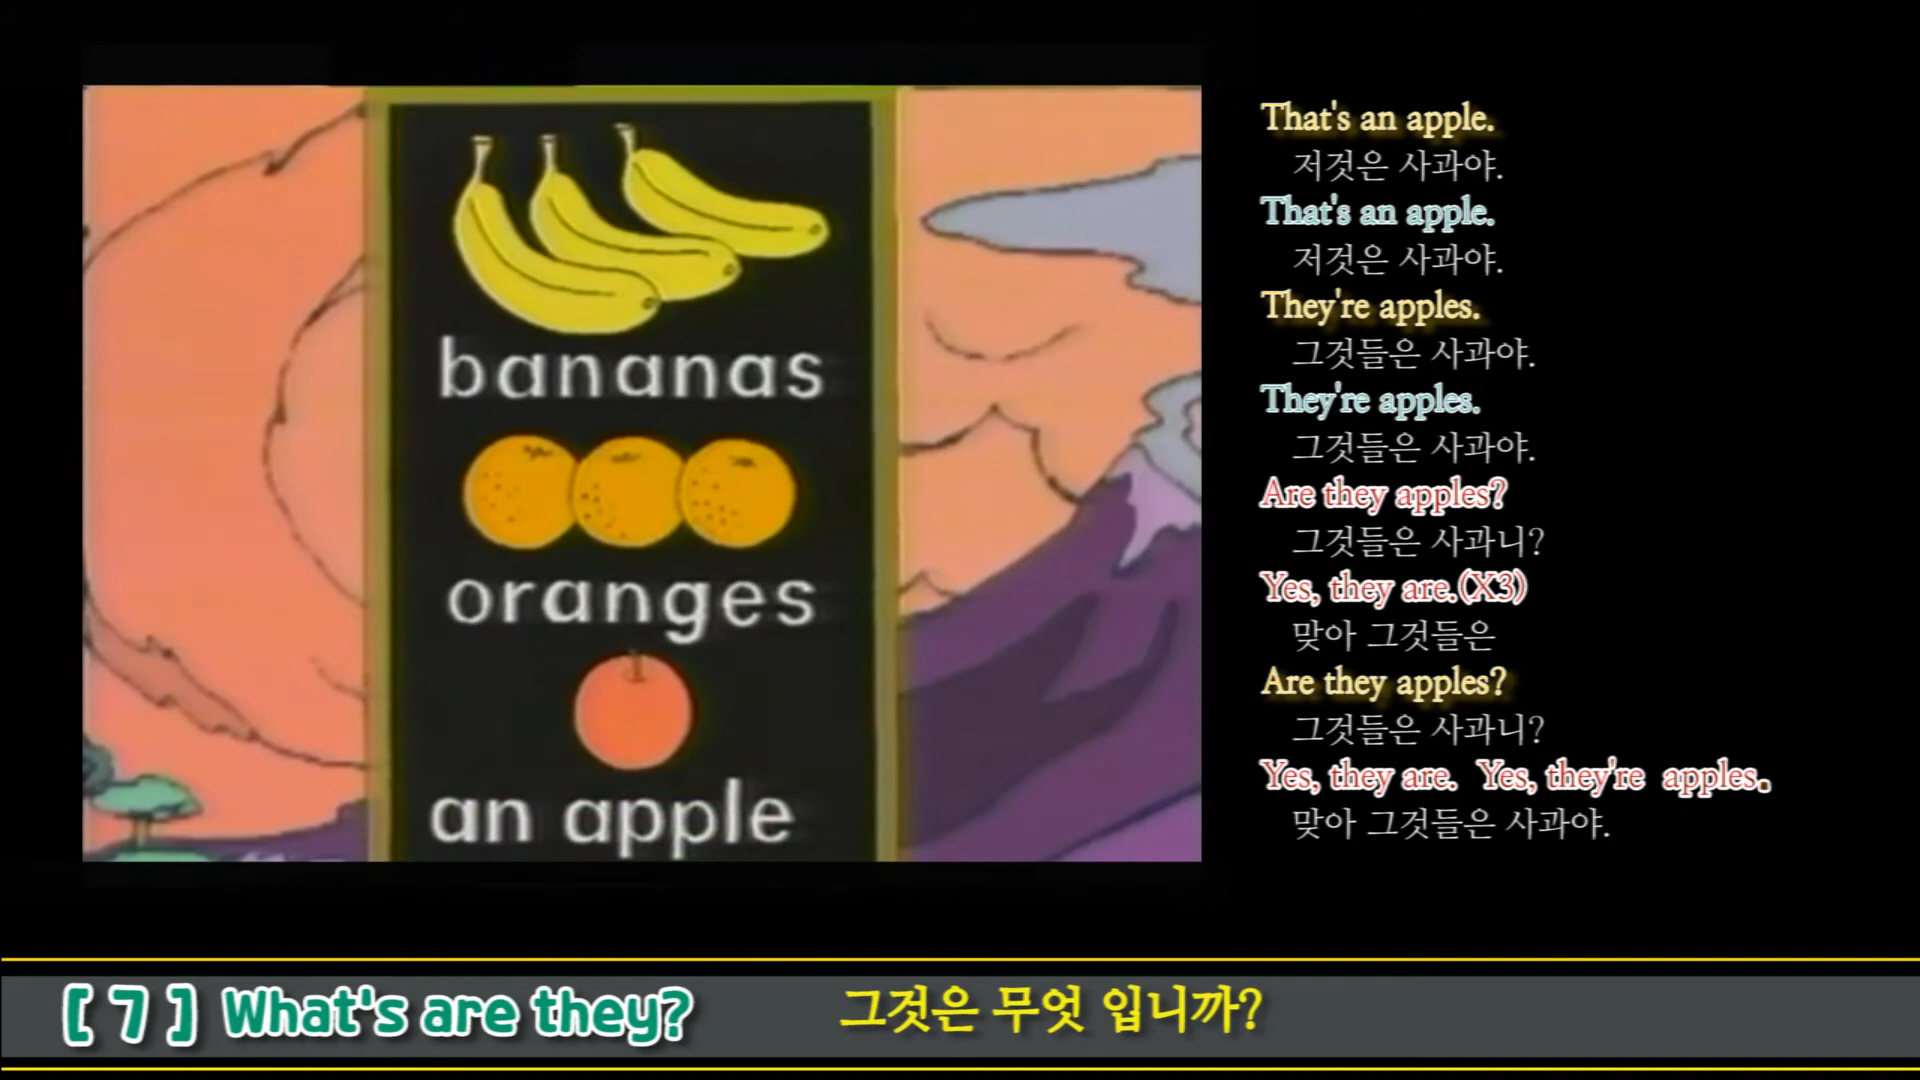 bananas
oranges
an apple
That's an apple.
저것은 사과야.
That's an apple.
저것은 사과야.
They're apples.
그것들은 사과야.
They're apples.
그것들은 사과야.
Are they apples?
그것들은 사과니?
Yes, they are.(X3)
맞아 그것들은
Are they apples?
그것들은 사과니?
Yes, they are. Yes, they're apples.
맞아 그것들은 사과야.
[ 7 ] What's are they? 그것은 무엇 입니까?